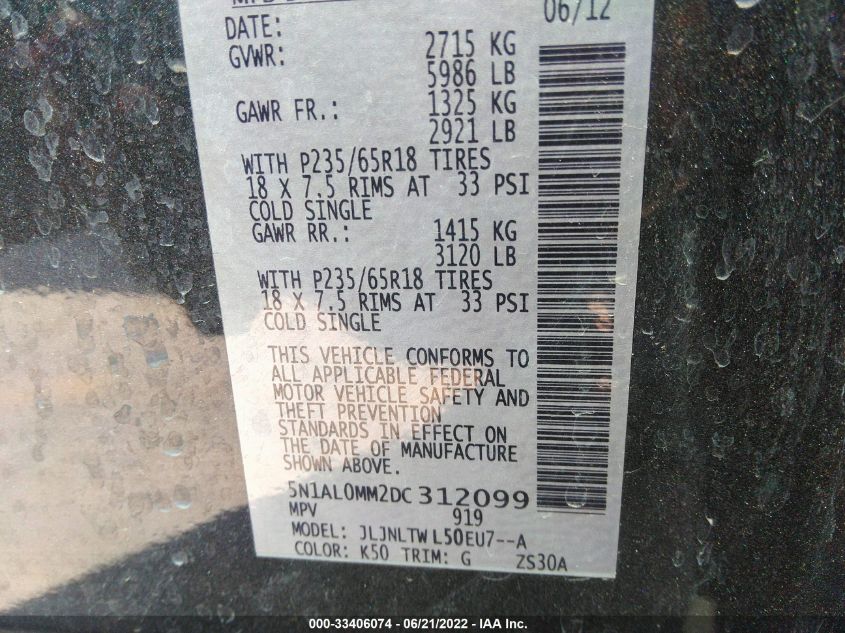 DATE: 06/12
GVWR: 2715 KG
5986 LB
GAWR FR.: 1325 KG
2921 LB
WITH P235/65R18 TIRES
18 X 7.5 RIMS AT 33 PSI
COLD SINGLE
GAWR RR.: 1415 KG
3120 LB
WITH P235/65R18 TIRES
18 X 7.5 RIMS AT 33 PSI
COLD SINGLE
THIS VEHICLE CONFORMS TO
ALL APPLICABLE FEDERAL
MOTOR VEHICLE SAFETY AND
THEFT PREVENTION
STANDARDS IN EFFECT ON
THE DATE OF MANUFACTURE
SHOWN ABOVE.
5N1AL0MM2DC312099
MPV 919
MODEL: JLJNLTWL50EU7--A
COLOR: K50 TRIM: G ZS30A
000-33406074 - 06/21/2022 - IAA Inc.